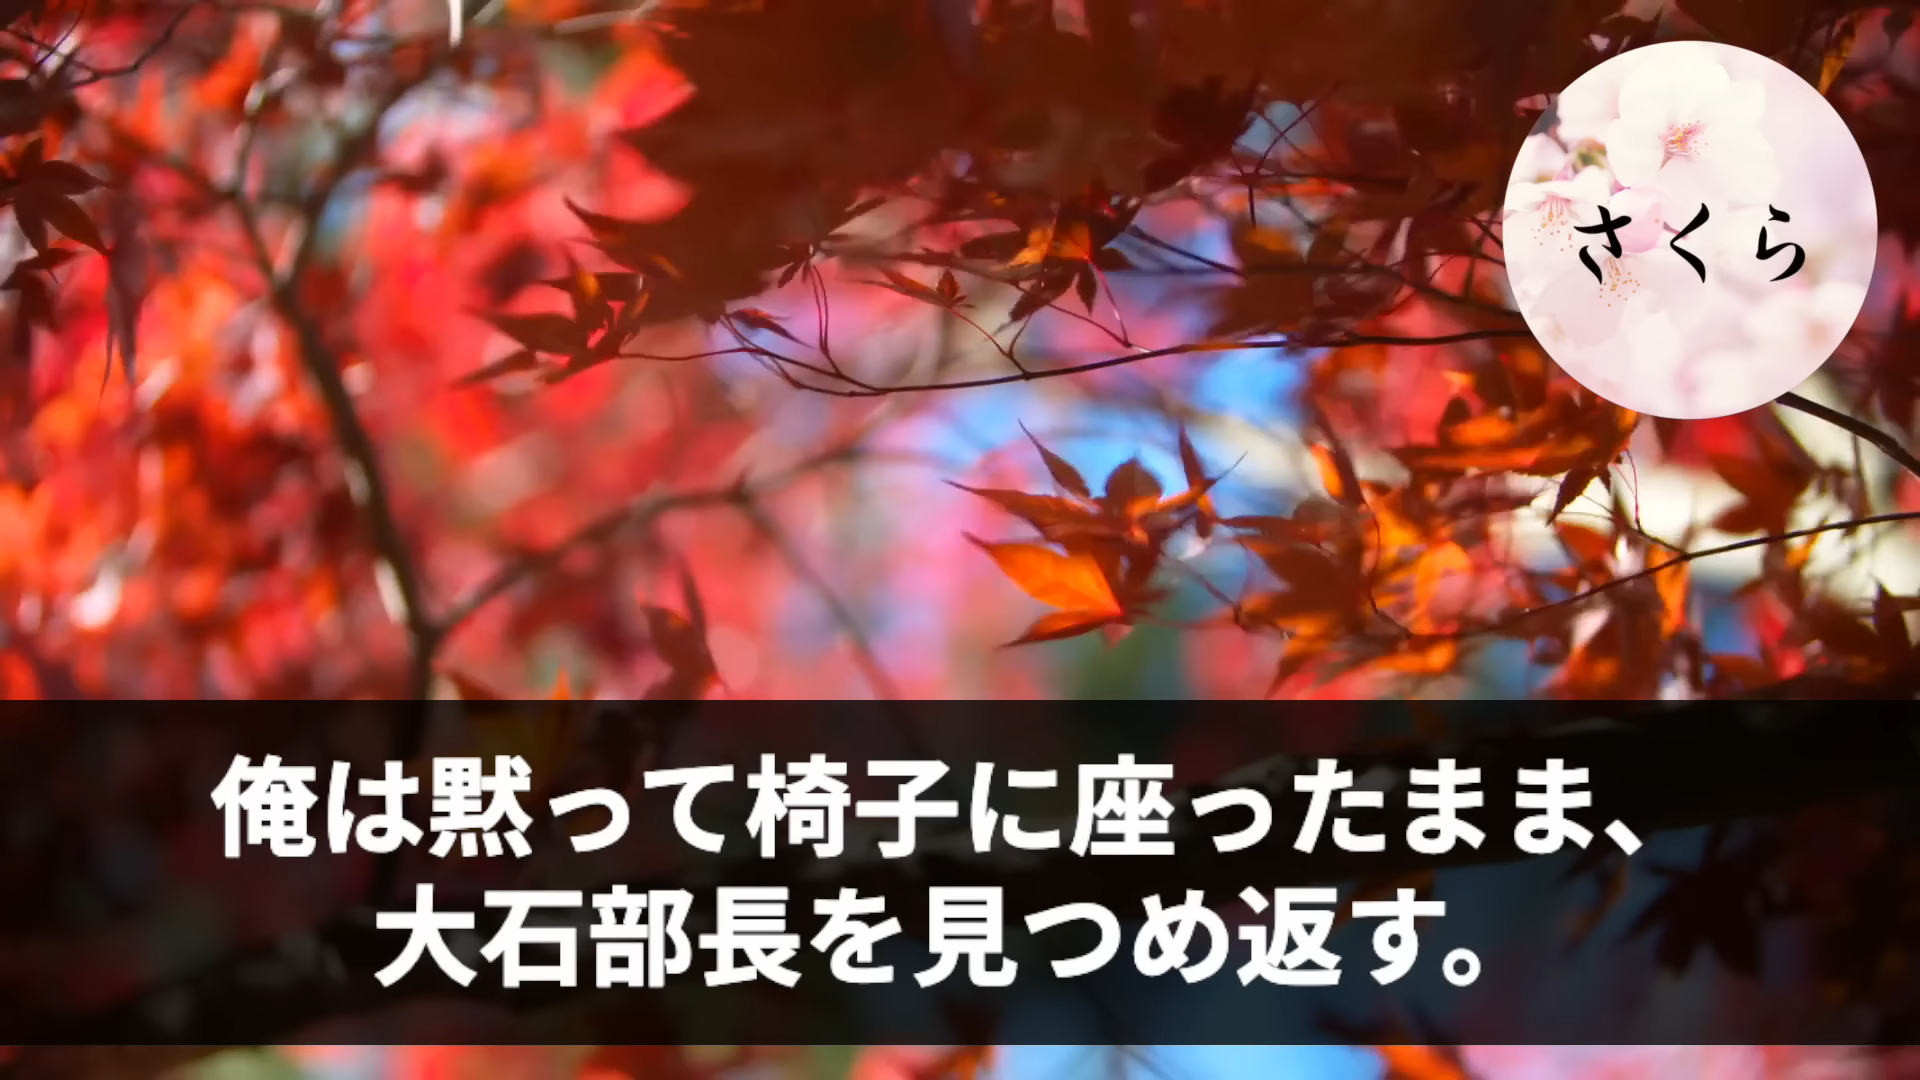 さくら
俺は黙って椅子に座ったまま、
大石部長を見つめ返す。